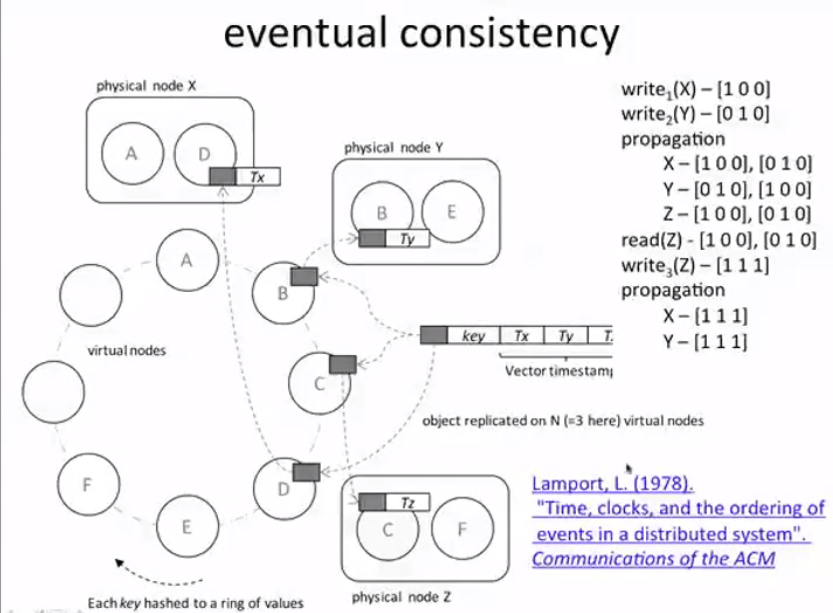 eventual consistency
physical node X
A
D
Tx
physical node Y
B
E
Ty
write₁(X) – [1 0 0]
write₂(Y) – [0 1 0]
propagation
X – [1 0 0], [0 1 0]
Y – [0 1 0], [1 0 0]
Z – [1 0 0], [0 1 0]
read(Z) - [1 0 0], [0 1 0]
write₃(Z) – [1 1 1]
propagation
X – [1 1 1]
Y – [1 1 1]
A
B
C
D
E
F
virtual nodes
key Tx Ty T
Vector timestam
object replicated on N (=3 here) virtual nodes
Tz
C
F
physical node Z
Each key hashed to a ring of values
Lamport, L. (1978).
"Time, clocks, and the ordering of
events in a distributed system".
Communications of the ACM